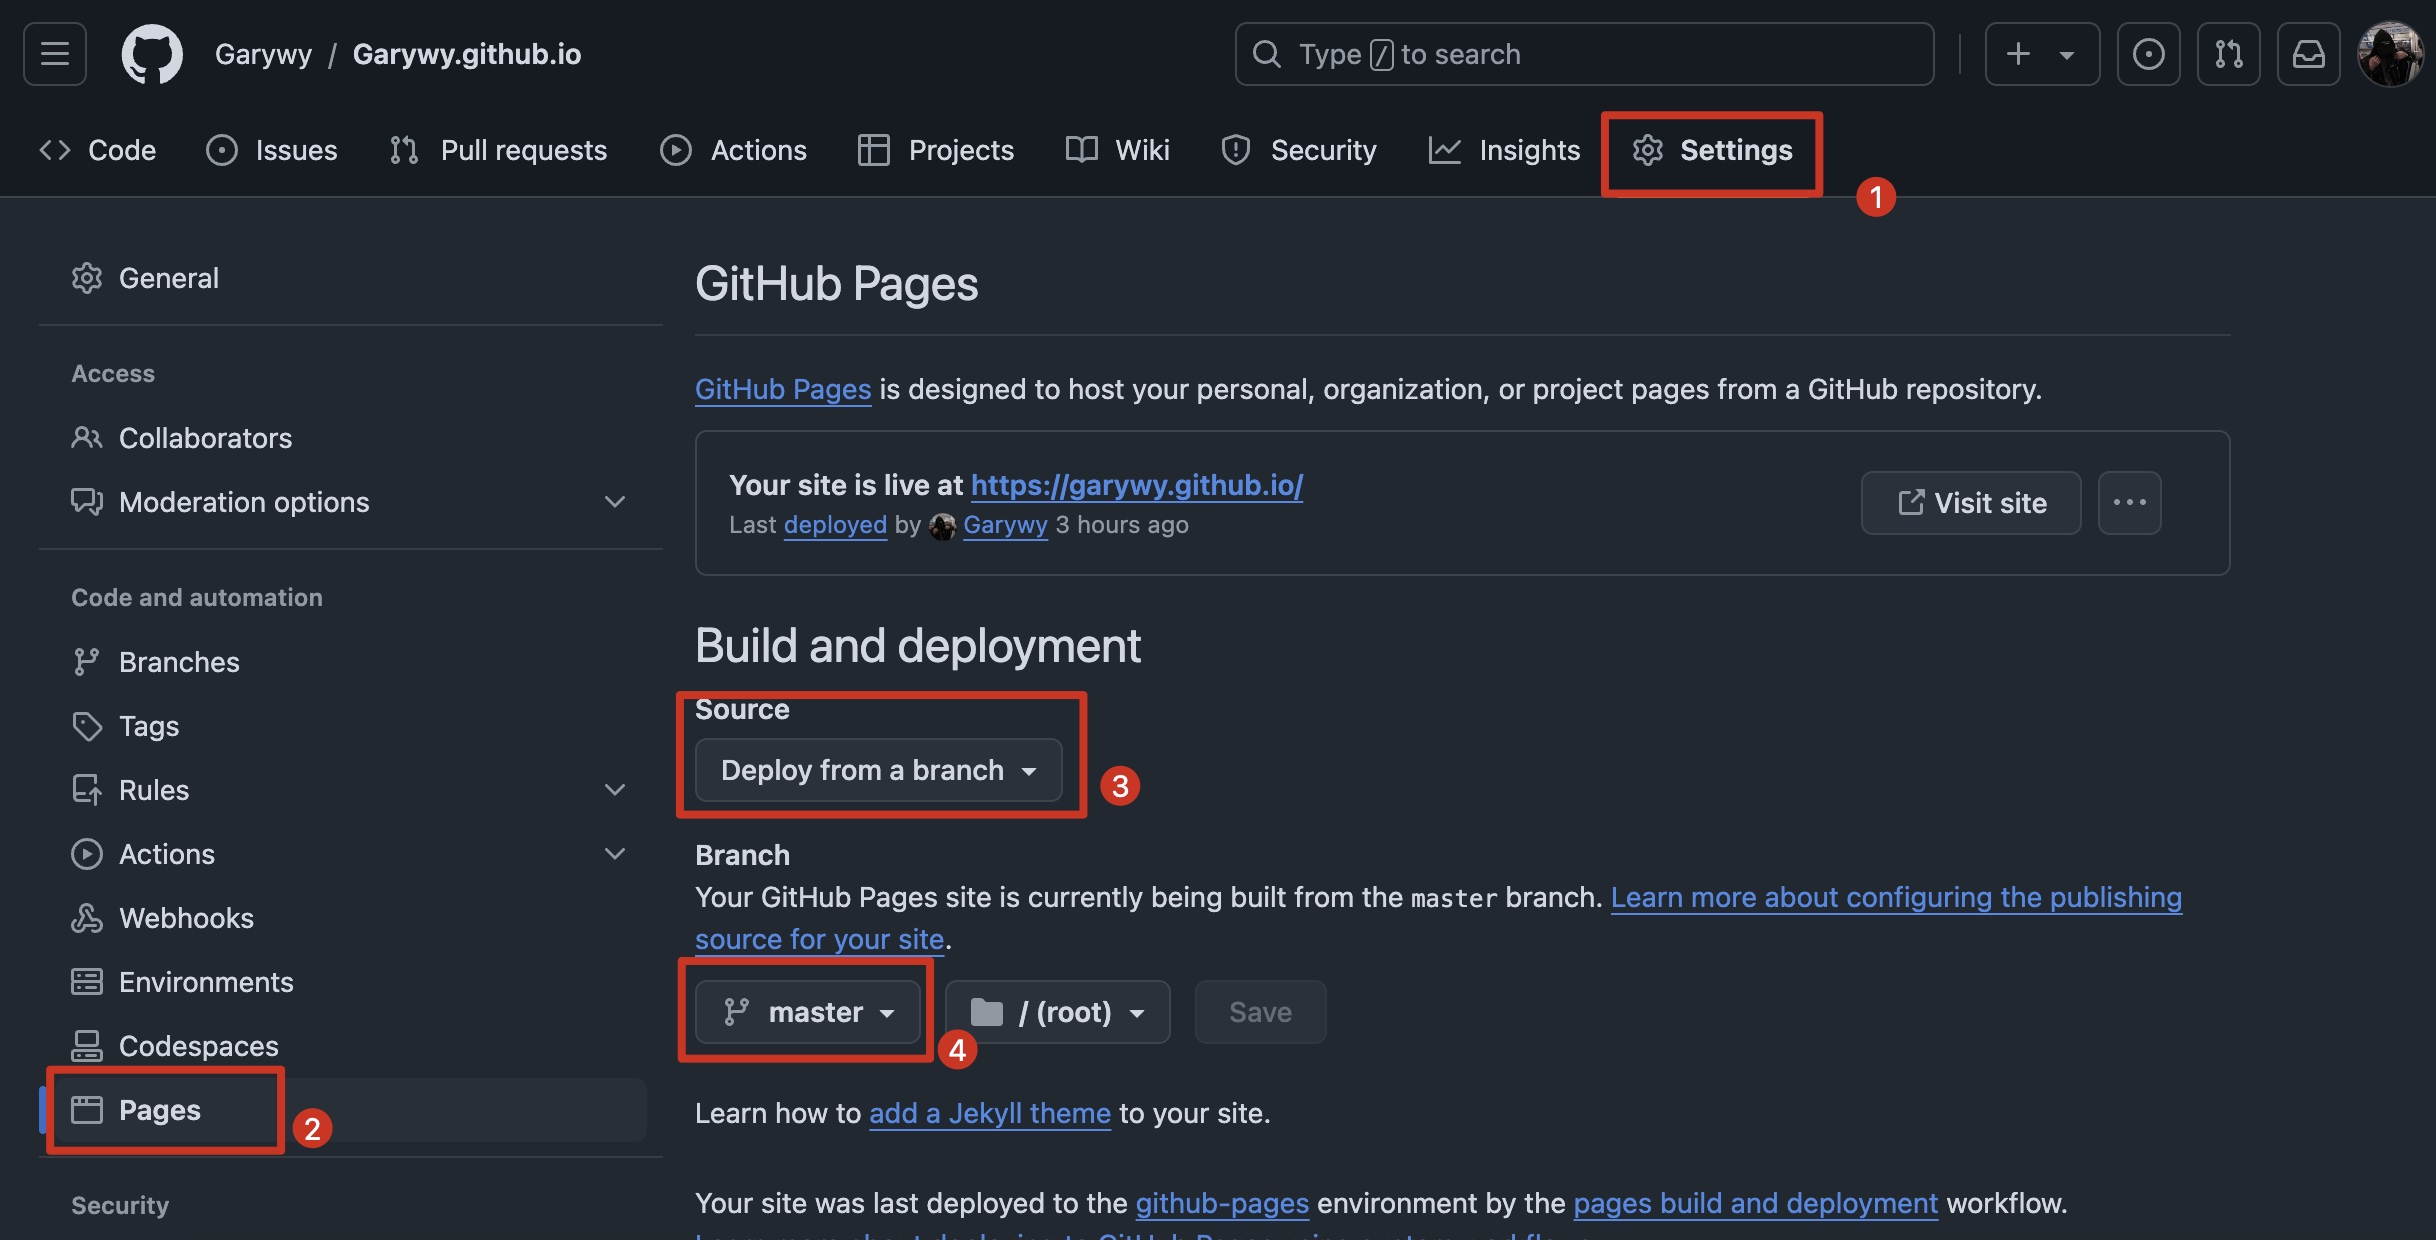 Garywy / Garywy.github.io
Type / to search
Code
Issues
Pull requests
Actions
Projects
Wiki
Security
Insights
Settings
1
General
Access
Collaborators
Moderation options
Code and automation
Branches
Tags
Rules
Actions
Webhooks
Environments
Codespaces
Pages
2
Security
GitHub Pages
GitHub Pages is designed to host your personal, organization, or project pages from a GitHub repository.
Your site is live at https://garywy.github.io/
Last deployed by Garywy 3 hours ago
Visit site
Build and deployment
Source
Deploy from a branch
3
Branch
Your GitHub Pages site is currently being built from the master branch. Learn more about configuring the publishing
source for your site.
master
4
/ (root)
Save
Learn how to add a Jekyll theme to your site.
Your site was last deployed to the github-pages environment by the pages build and deployment workflow.